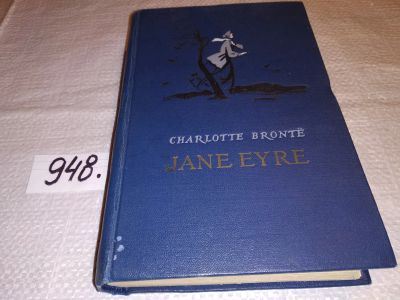 948.
CHARLOTTE BRONTË
JANE EYRE